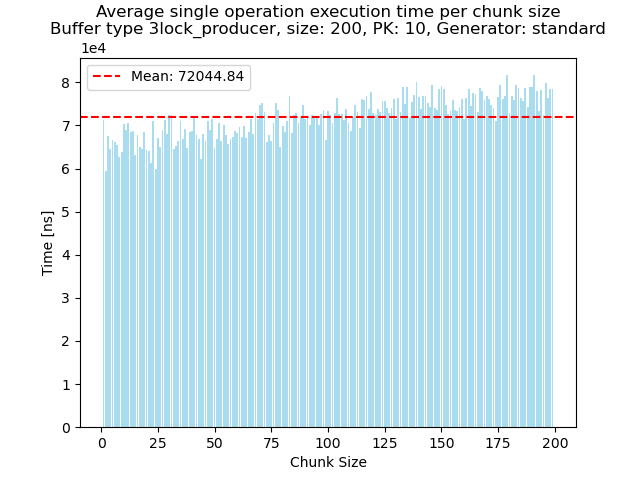 Average single operation execution time per chunk size
Buffer type 3lock_producer, size: 200, PK: 10, Generator: standard
1e4
Mean: 72044.84
8
7
6
5
4
3
2
1
0
Time [ns]
0 25 50 75 100 125 150 175 200
Chunk Size